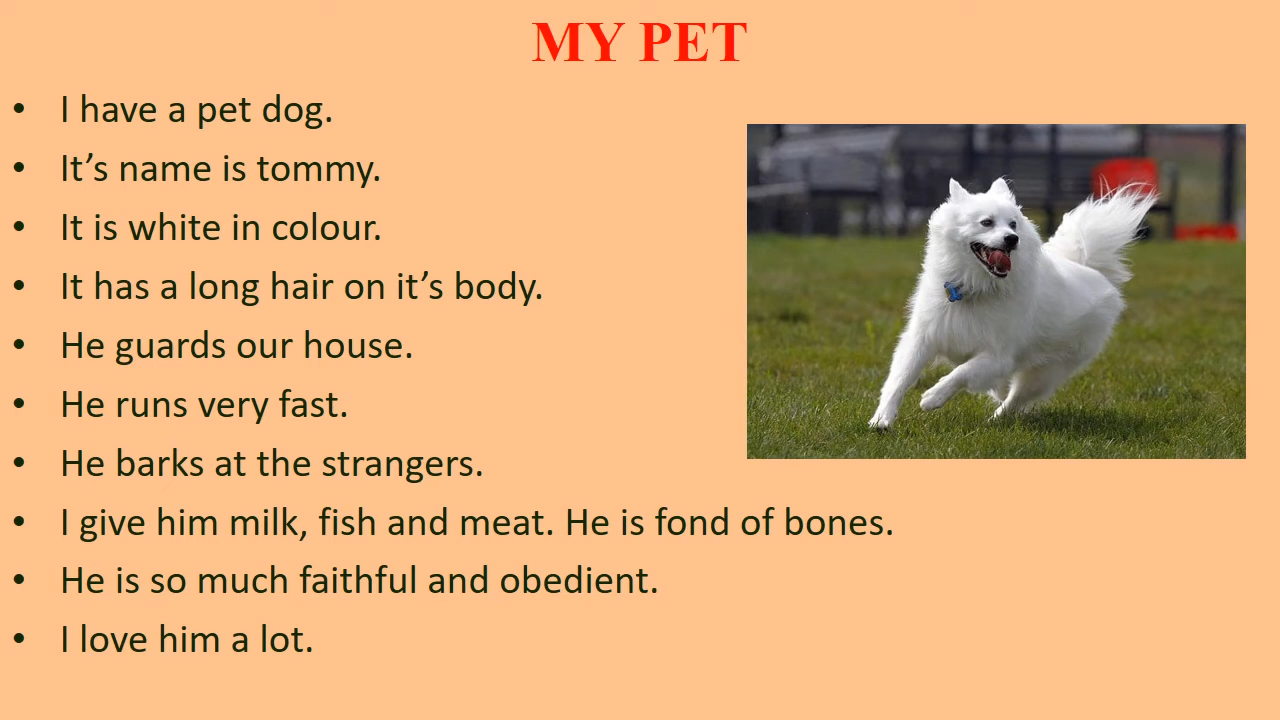 MY PET
• I have a pet dog.
• It’s name is tommy.
• It is white in colour.
• It has a long hair on it’s body.
• He guards our house.
• He runs very fast.
• He barks at the strangers.
• I give him milk, fish and meat. He is fond of bones.
• He is so much faithful and obedient.
• I love him a lot.